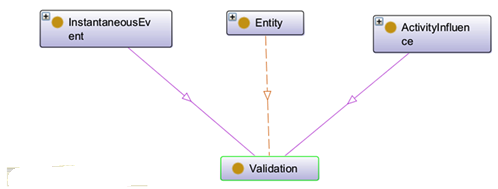 InstantaneousEv
ent
Entity
ActivityInfluen
ce
Validation